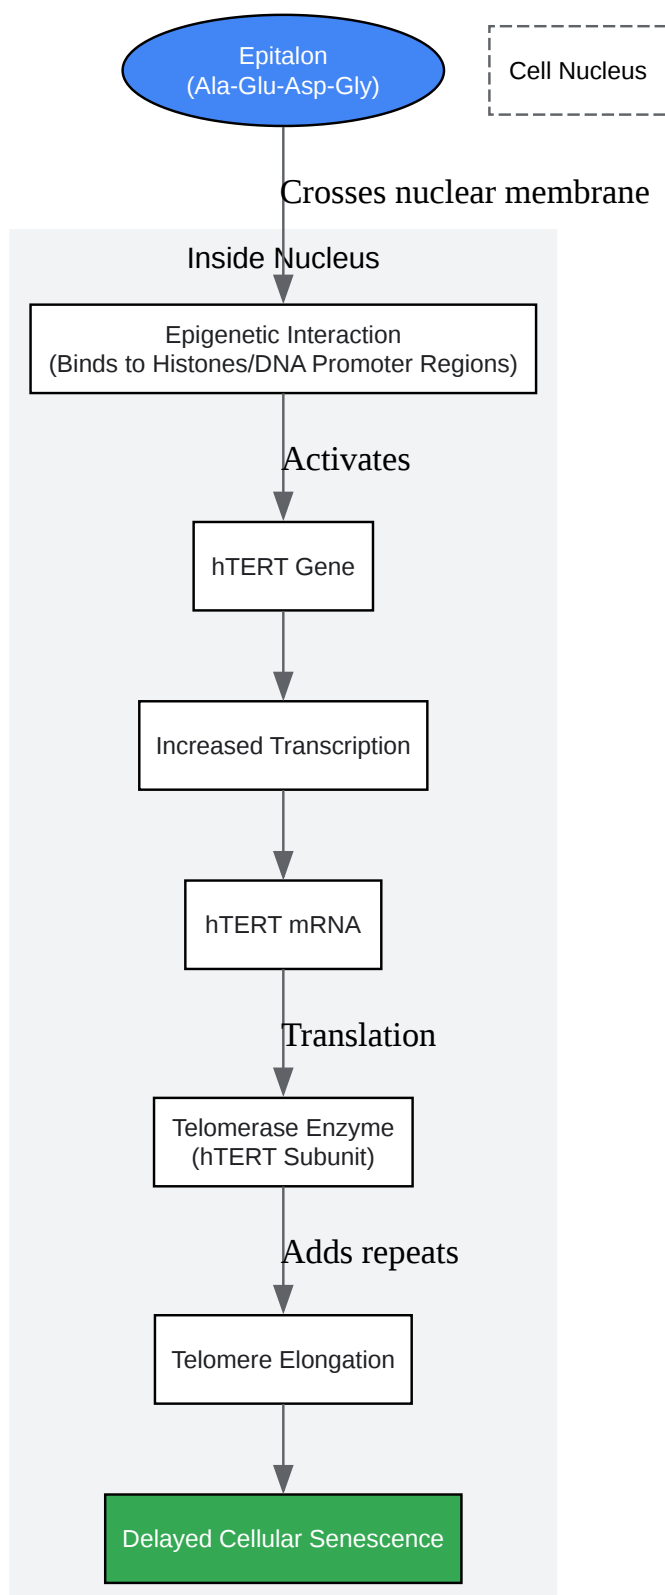 Epitalon
(Ala-Glu-Asp-Gly)
Cell Nucleus
Crosses nuclear membrane
Inside Nucleus
Epigenetic Interaction
(Binds to Histones/DNA Promoter Regions)
Activates
hTERT Gene
Increased Transcription
hTERT mRNA
Translation
Telomerase Enzyme
(hTERT Subunit)
Adds repeats
Telomere Elongation
Delayed Cellular Senescence